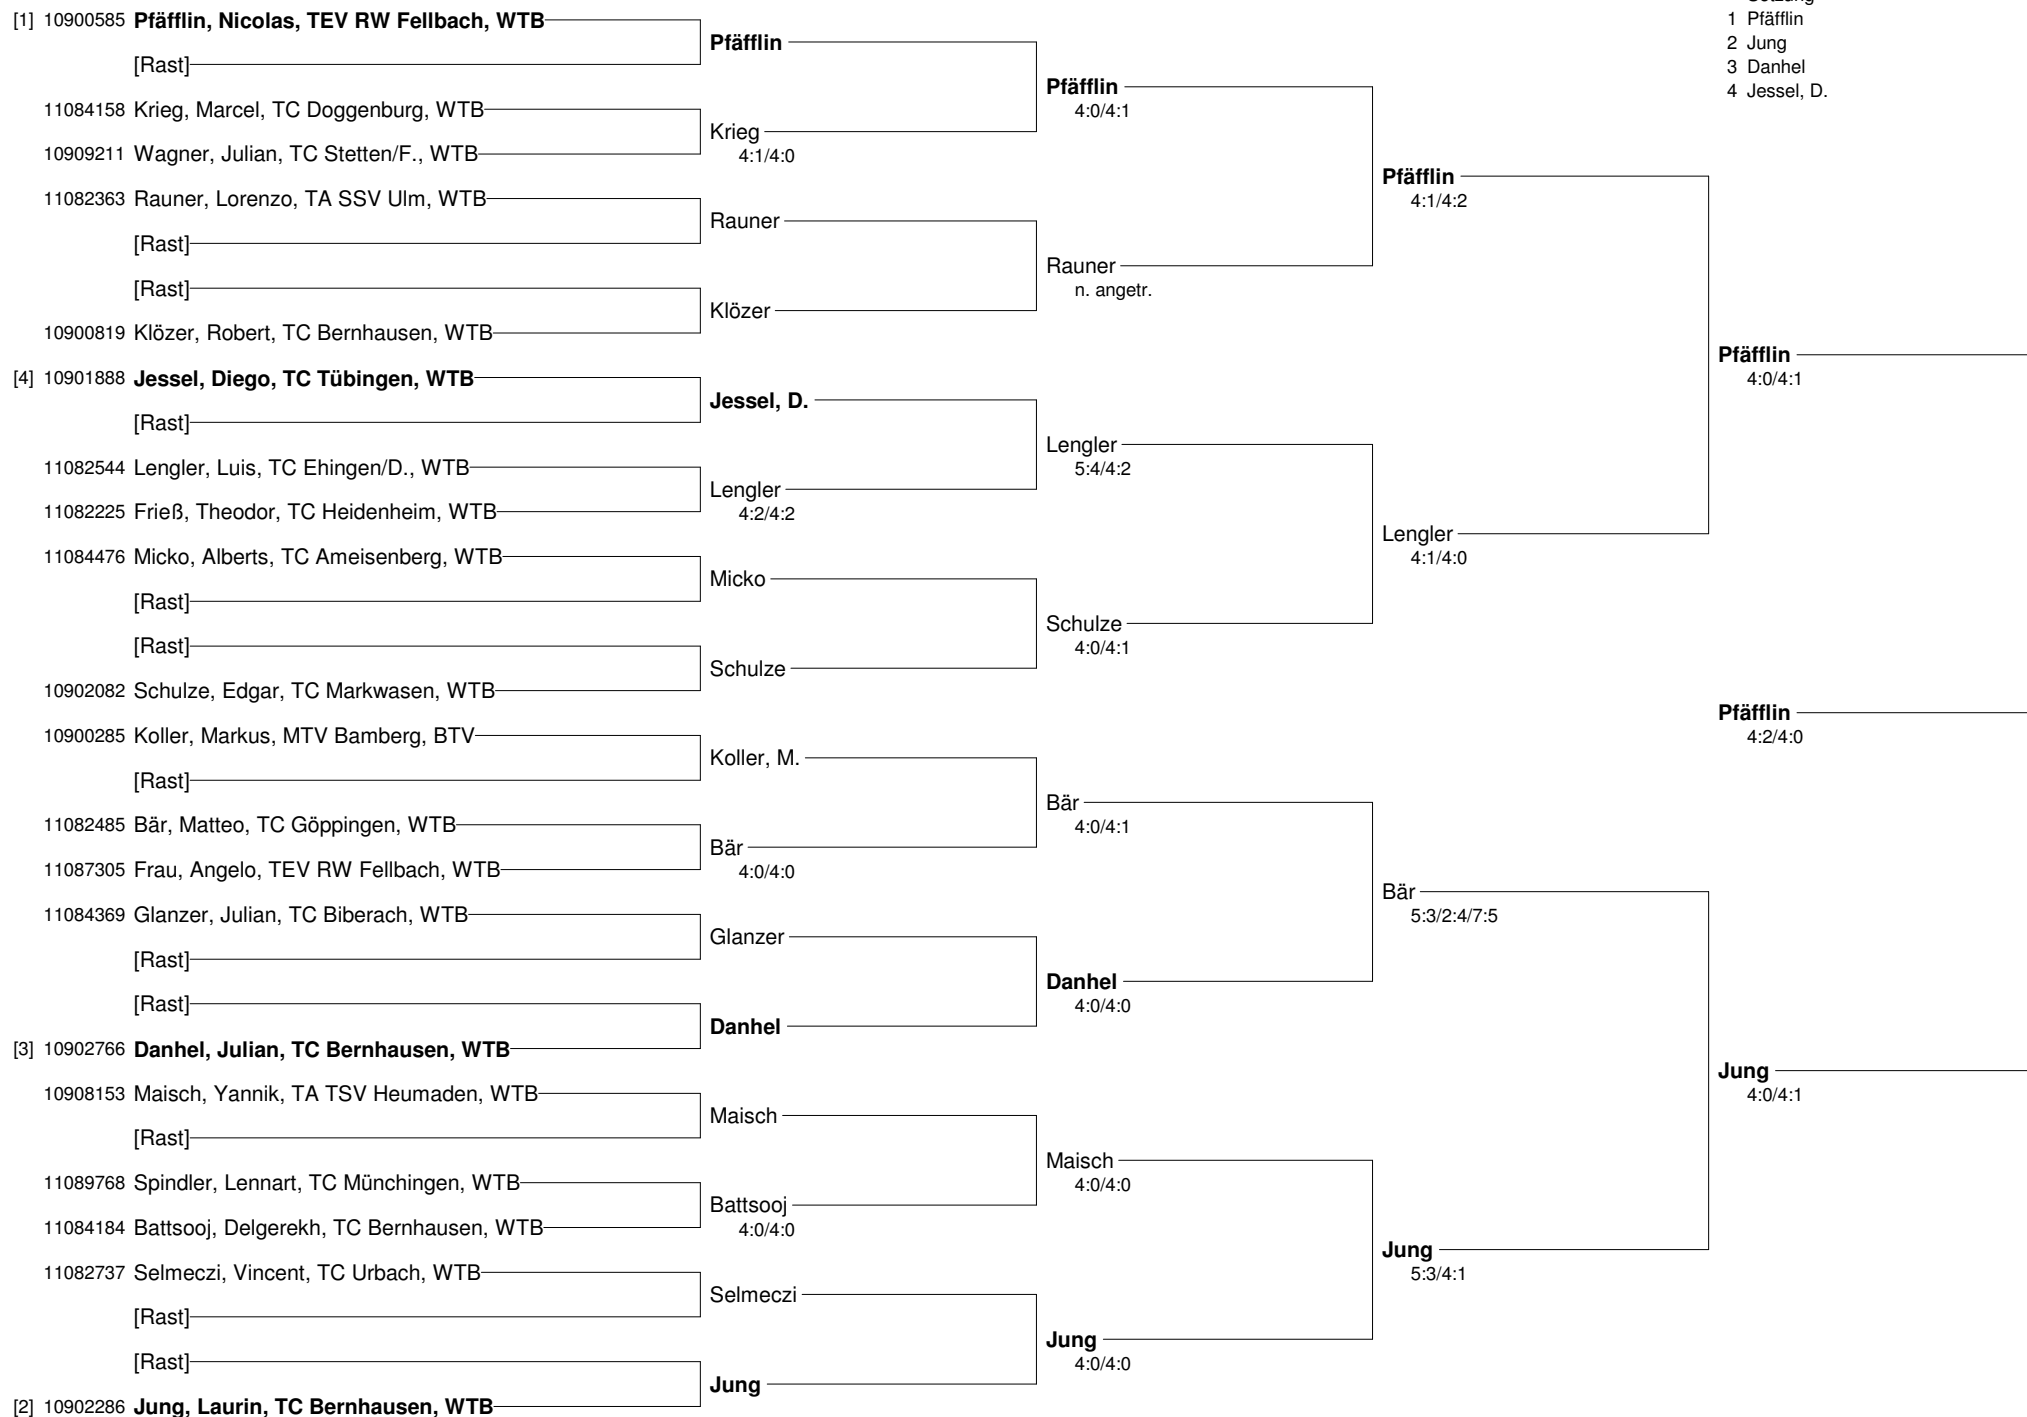 Setzung
1 Pfäfflin
2 Jung
3 Danhel
4 Jessel, D.
[1] 10900585 Pfäfflin, Nicolas, TEV RW Fellbach, WTB
[Rast]
11084158 Krieg, Marcel, TC Doggenburg, WTB
10909211 Wagner, Julian, TC Stetten/F., WTB
11082363 Rauner, Lorenzo, TA SSV Ulm, WTB
[Rast]
[Rast]
10900819 Klözer, Robert, TC Bernhausen, WTB
[4] 10901888 Jessel, Diego, TC Tübingen, WTB
[Rast]
11082544 Lengler, Luis, TC Ehingen/D., WTB
11082225 Frieß, Theodor, TC Heidenheim, WTB
11084476 Micko, Alberts, TC Ameisenberg, WTB
[Rast]
[Rast]
10902082 Schulze, Edgar, TC Markwasen, WTB
10900285 Koller, Markus, MTV Bamberg, BTV
[Rast]
11082485 Bär, Matteo, TC Göppingen, WTB
11087305 Frau, Angelo, TEV RW Fellbach, WTB
11084369 Glanzer, Julian, TC Biberach, WTB
[Rast]
[Rast]
[3] 10902766 Danhel, Julian, TC Bernhausen, WTB
10908153 Maisch, Yannik, TA TSV Heumaden, WTB
[Rast]
11089768 Spindler, Lennart, TC Münchingen, WTB
11084184 Battsooj, Delgerekh, TC Bernhausen, WTB
11082737 Selmeczi, Vincent, TC Urbach, WTB
[Rast]
[Rast]
[2] 10902286 Jung, Laurin, TC Bernhausen, WTB
Pfäfflin
Krieg
4:1/4:0
Rauner
Klözer
Jessel, D.
Lengler
4:2/4:2
Micko
Schulze
Koller, M.
Bär
4:0/4:0
Glanzer
Danhel
Maisch
Battsooj
4:0/4:0
Selmeczi
Jung
Pfäfflin
4:0/4:1
Rauner
n. angetr.
Lengler
5:4/4:2
Schulze
4:0/4:1
Bär
4:0/4:1
Danhel
4:0/4:0
Maisch
4:0/4:0
Jung
4:0/4:0
Pfäfflin
4:1/4:2
Lengler
4:1/4:0
Bär
5:3/2:4/7:5
Jung
5:3/4:1
Pfäfflin
4:0/4:1
Pfäfflin
4:2/4:0
Jung
4:0/4:1